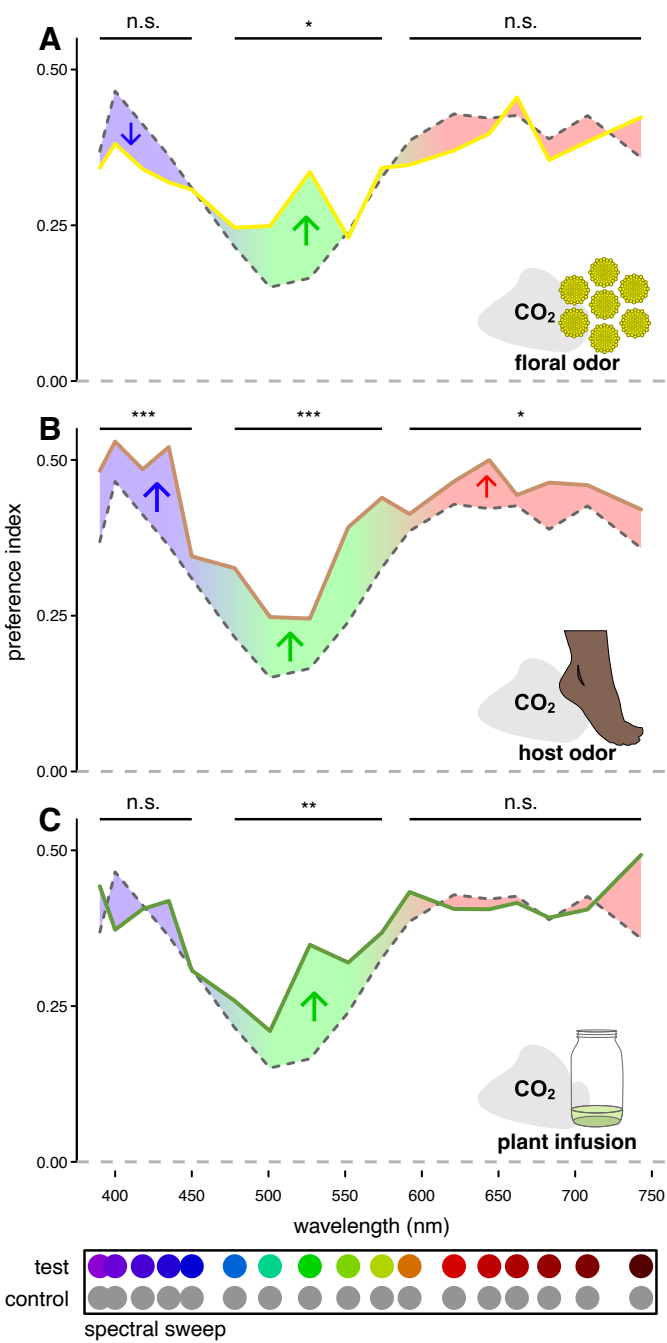 A
n.s.
*
n.s.
0.50
0.25
CO₂
floral odor
0.00
B
***
***
*
0.50
preference index
0.25
CO₂
host odor
0.00
C
n.s.
**
n.s.
0.50
0.25
CO₂
plant infusion
0.00
400 450 500 550 600 650 700 750
wavelength (nm)
test
control
spectral sweep